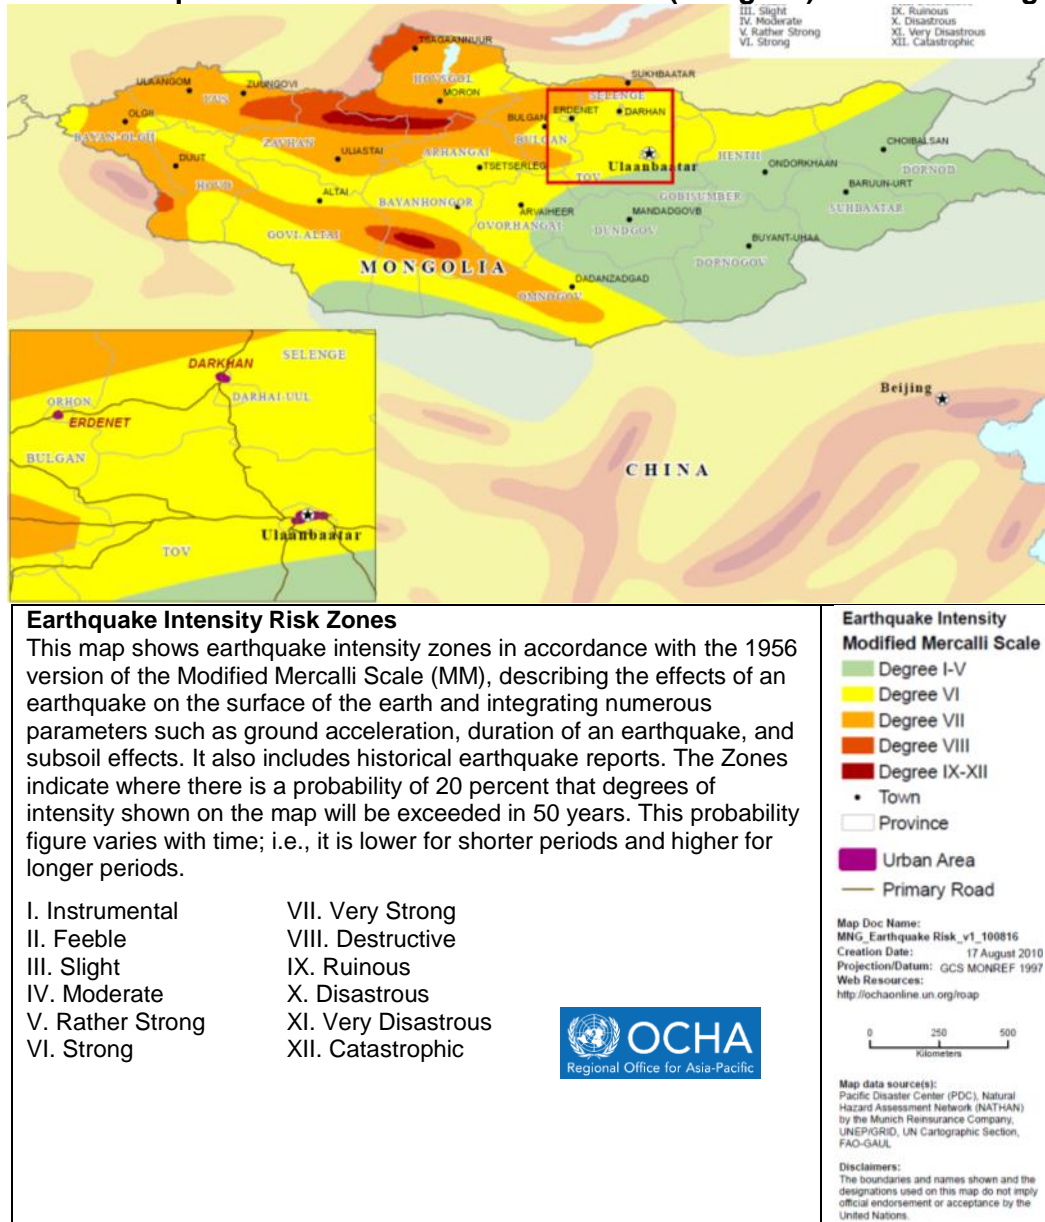 III. Slight
IV. Moderate
V. Rather Strong
VI. Strong
IX. Ruinous
X. Disastrous
XI. Very Disastrous
XII. Catastrophic
TSAGAANNUUR
HOVSGOL
MORON
ULAANGOM
ZUUNGOVI
UVS
OLGII
BAYAN-OLGII
DUUT
HOVD
ZAVHAN
ULIASTAI
ARHANGAI
TSETSERLEG
SUKHBAATAR
SELENGE
ERDENET
DARHAN
BULGAN
BULGAN
Ulaanbaatar
TOV
HENTII
ONDORKHAAN
CHOIBALSAN
DORNOD
BARUUN-URT
SUHBAATAR
GOBISUMBER
MANDADGOVB
DUNDGOV
BUYANT-UHAA
DORNOGOV
ALTAI
BAYANHONGOR
ARVAIHEER
OVORHANGAI
GOVI-ALTAI
MONGOLIA
DADANZADGAD
OMNOGOV
Beijing
CHINA
SELENGE
DARKHAN
DARHAI-UUL
ORHON
ERDENET
BULGAN
Ulaanbaatar
TOV
Earthquake Intensity Risk Zones
This map shows earthquake intensity zones in accordance with the 1956
version of the Modified Mercalli Scale (MM), describing the effects of an
earthquake on the surface of the earth and integrating numerous
parameters such as ground acceleration, duration of an earthquake, and
subsoil effects. It also includes historical earthquake reports. The Zones
indicate where there is a probability of 20 percent that degrees of
intensity shown on the map will be exceeded in 50 years. This probability
figure varies with time; i.e., it is lower for shorter periods and higher for
longer periods.
I. Instrumental
II. Feeble
III. Slight
IV. Moderate
V. Rather Strong
VI. Strong
VII. Very Strong
VIII. Destructive
IX. Ruinous
X. Disastrous
XI. Very Disastrous
XII. Catastrophic
OCHA
Regional Office for Asia-Pacific
Earthquake Intensity
Modified Mercalli Scale
Degree I-V
Degree VI
Degree VII
Degree VIII
Degree IX-XII
Town
Province
Urban Area
Primary Road
Map Doc Name:
MNG_Earthquake Risk_v1_100816
Creation Date: 17 August 2010
Projection/Datum: GCS MONREF 1997
Web Resources:
http://ochaonline.un.org/roap
0 250 500
Kilometers
Map data source(s):
Pacific Disaster Center (PDC), Natural
Hazard Assessment Network (NATHAN)
by the Munich Reinsurance Company,
UNEP/GRID, UN Cartographic Section,
FAO-GAUL
Disclaimers:
The boundaries and names shown and the
designations used on this map do not imply
official endorsement or acceptance by the
United Nations.